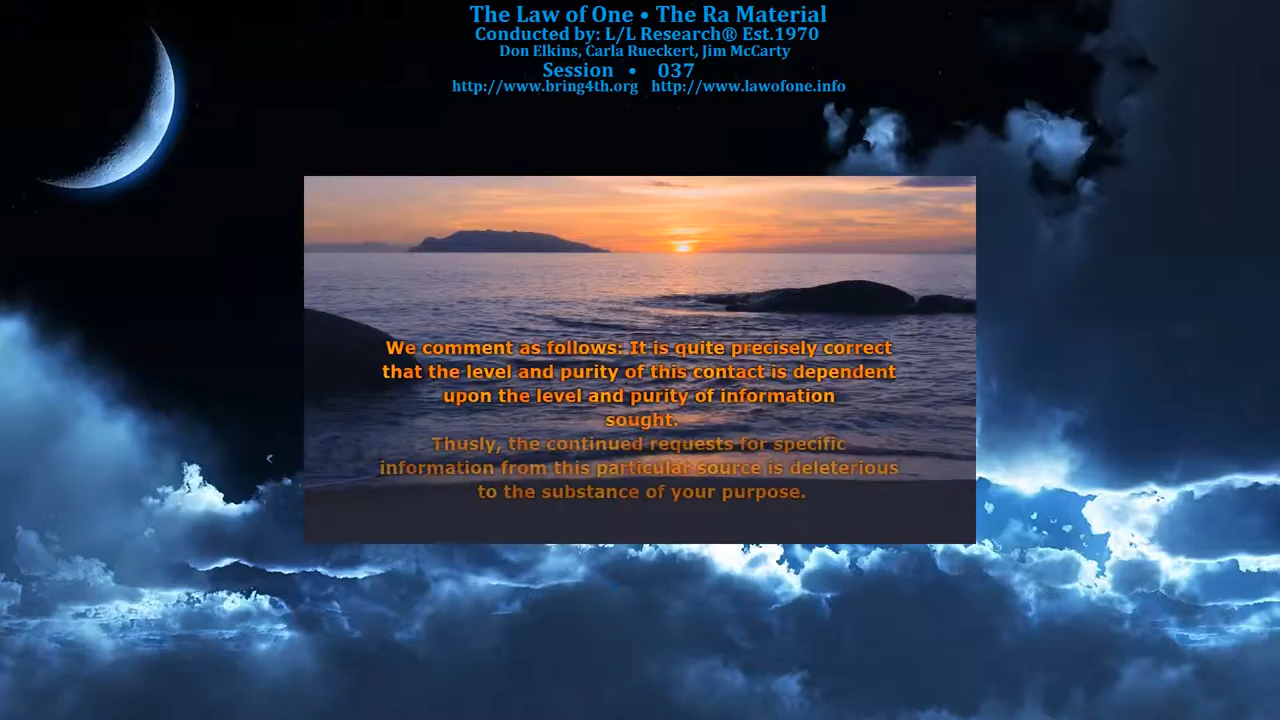 The Law of One • The Ra Material
Conducted by: L/L Research® Est.1970
Don Elkins, Carla Rueckert, Jim McCarty
Session • 037
http://www.bring4th.org http://www.lawofone.info
We comment as follows: It is quite precisely correct
that the level and purity of this contact is dependent
upon the level and purity of information
sought.
Thusly, the continued requests for specific
information from this particular source is deleterious
to the substance of your purpose.